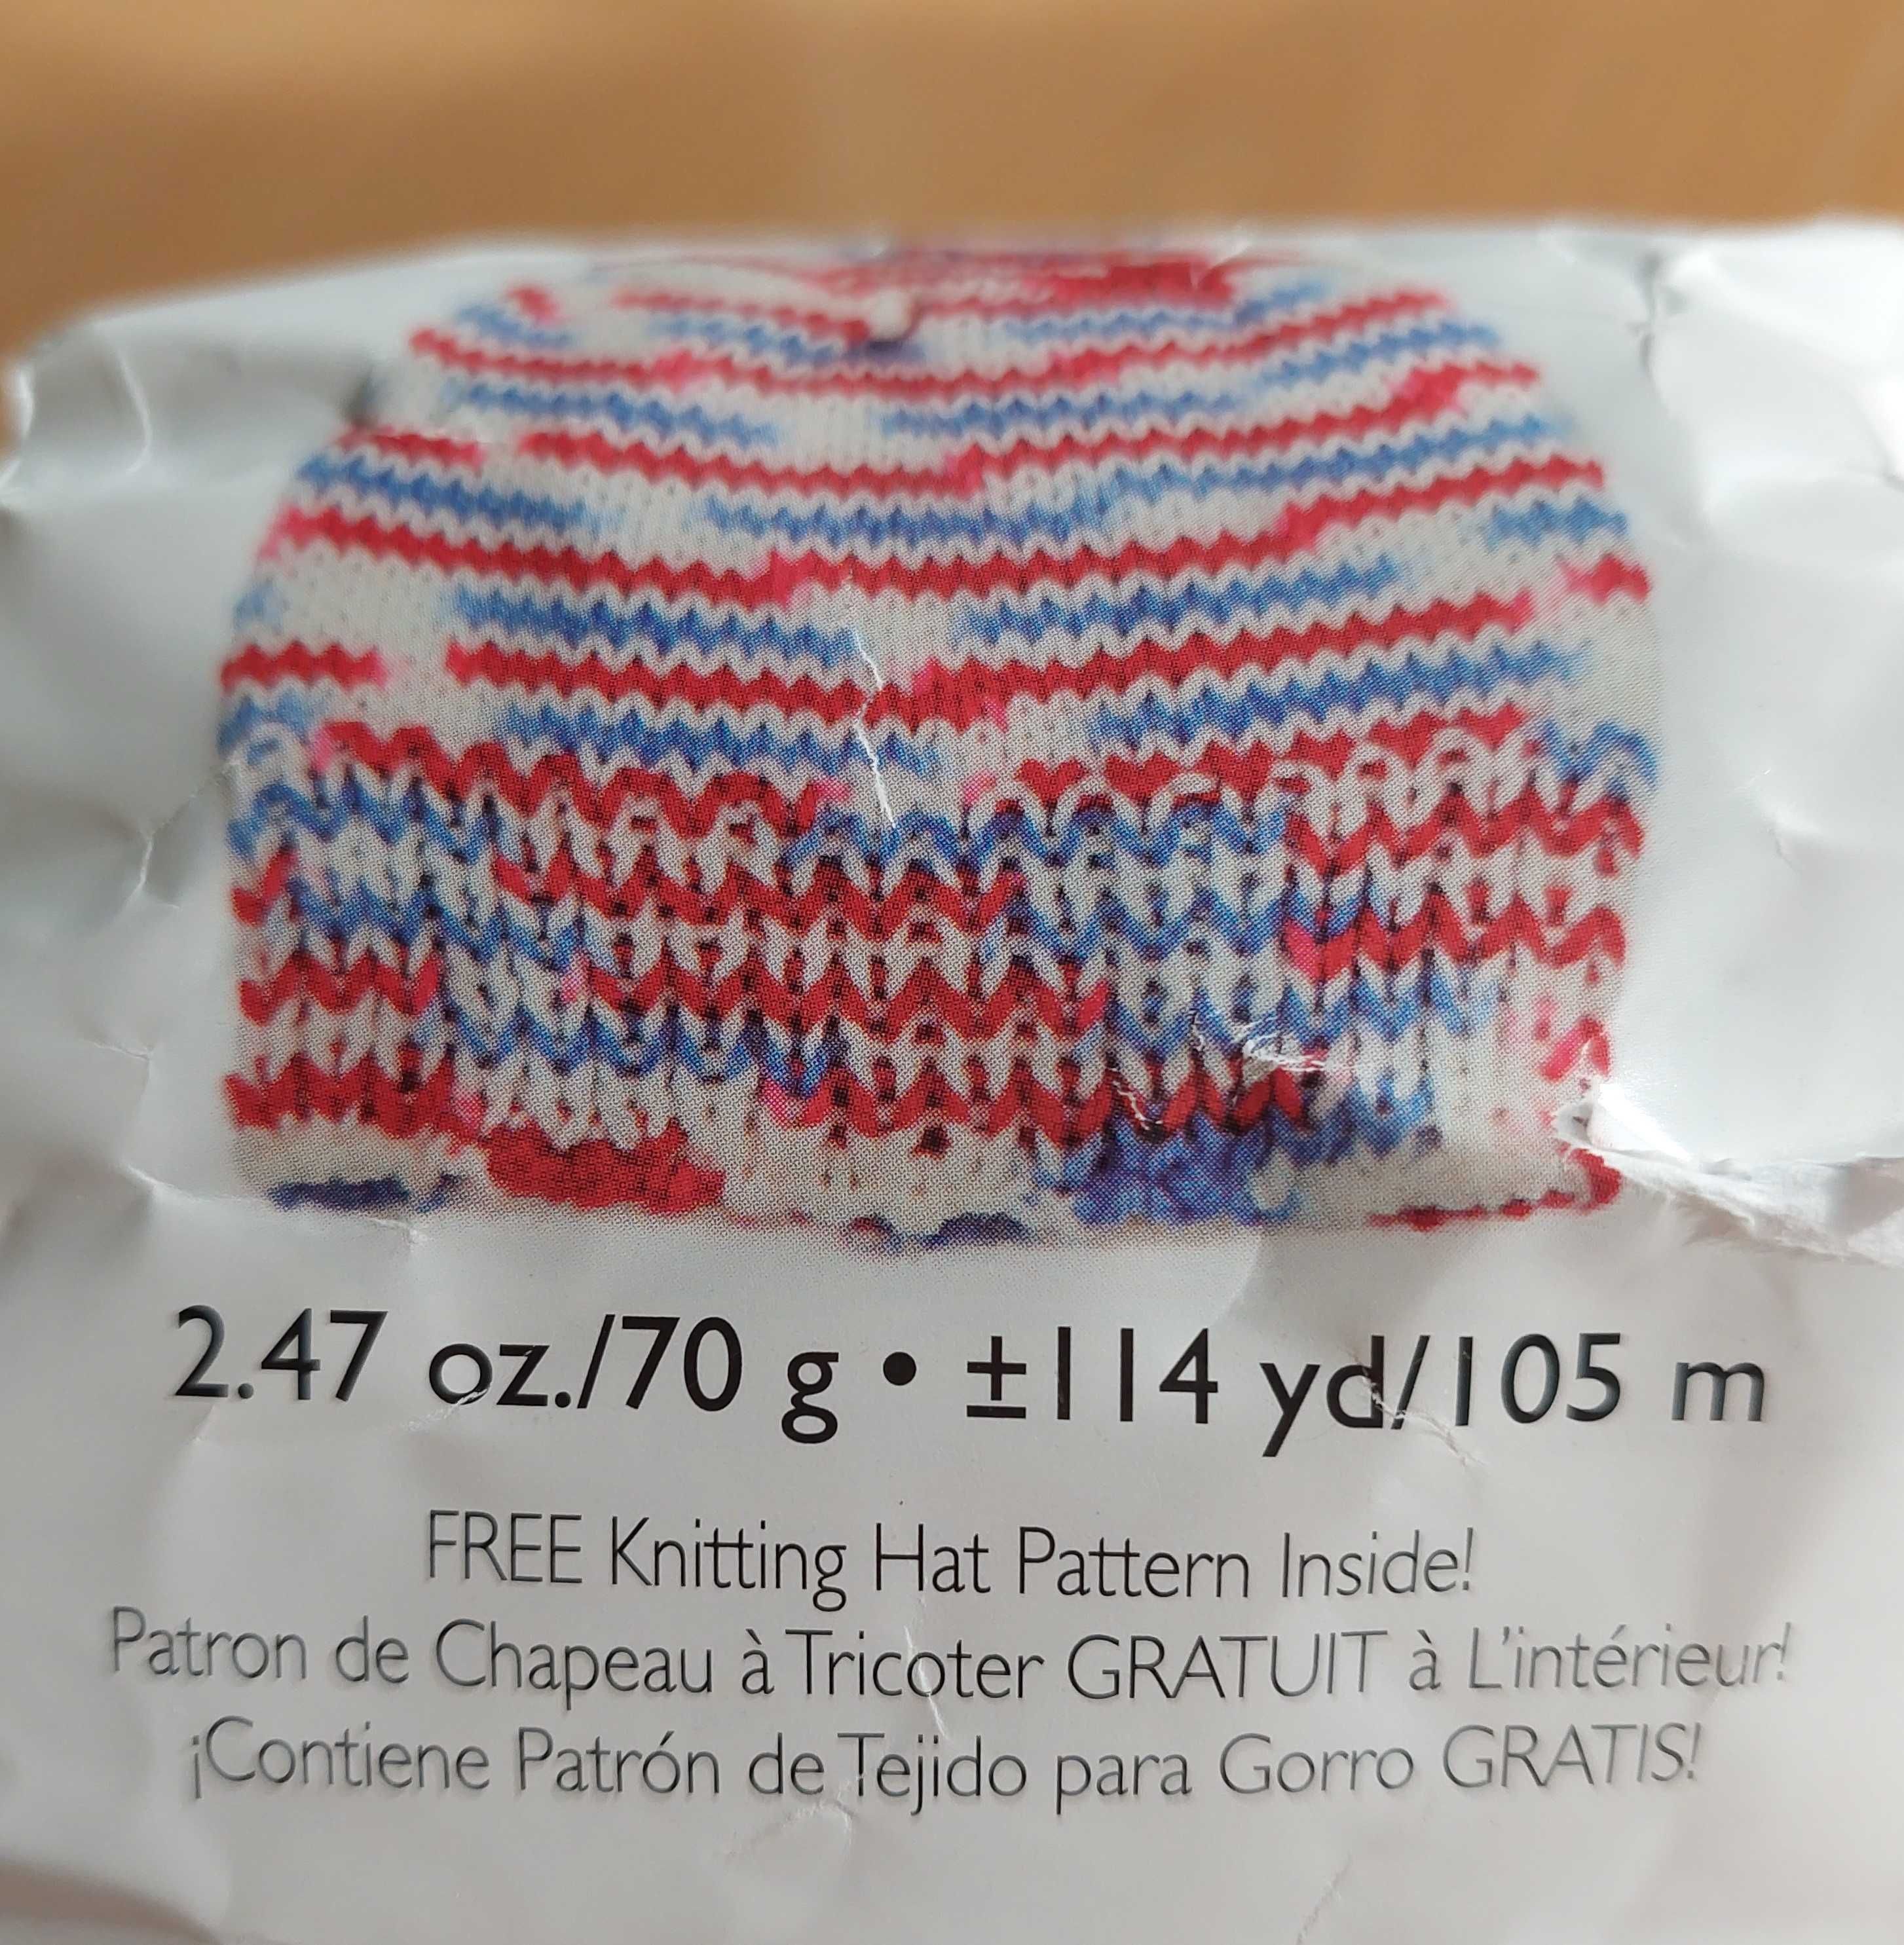 2.47 oz./70 g • ±114 yd/105 m
FREE Knitting Hat Pattern Inside!
Patron de Chapeau à Tricoter GRATUIT à L'intérieur!
¡Contiene Patrón de Tejido para Gorro GRATIS!